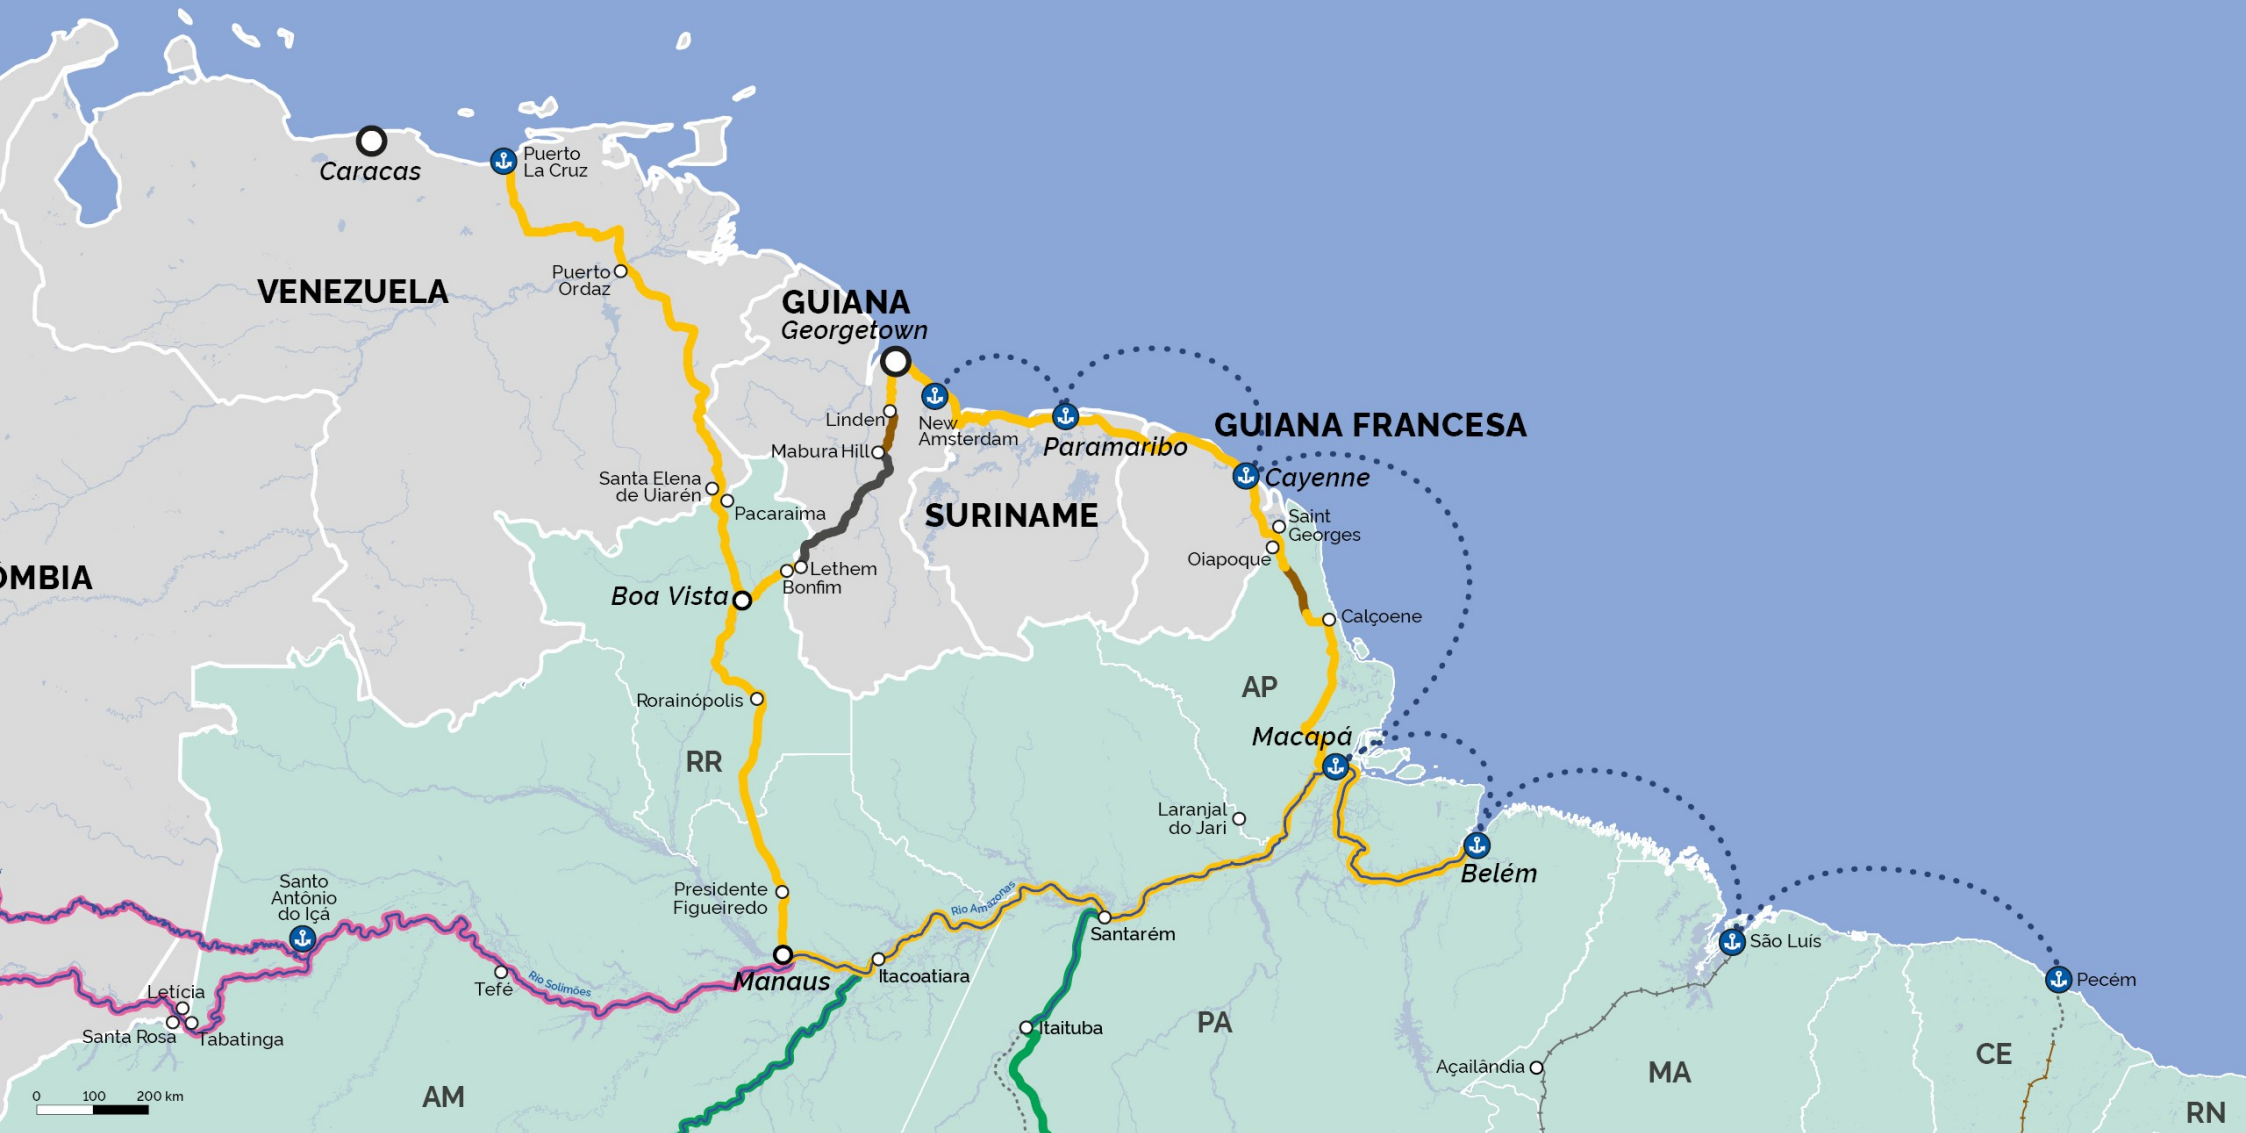 Caracas
Puerto
La Cruz
VENEZUELA
Puerto
Ordaz
GUIANA
Georgetown
Linden
New
Amsterdam
Mabura Hill
Paramaribo
GUIANA FRANCESA
Cayenne
Santa Elena
de Uiarén
Pacaraima
SURINAME
Saint
Georges
Oiapoque
ÔMBIA
Lethem
Bonfim
Boa Vista
Calçoene
AP
Rorainópolis
Macapá
RR
Laranjal
do Jari
Belém
Santo
Antônio
do Içá
Presidente
Figueiredo
Rio Amazonas
Santarém
São Luís
Manaus
Itacoatiara
Tefé
Rio Solimões
Pecém
Letícia
Santa Rosa
Tabatinga
Itaituba
PA
Açailândia
MA
CE
AM
RN
0 100 200 km